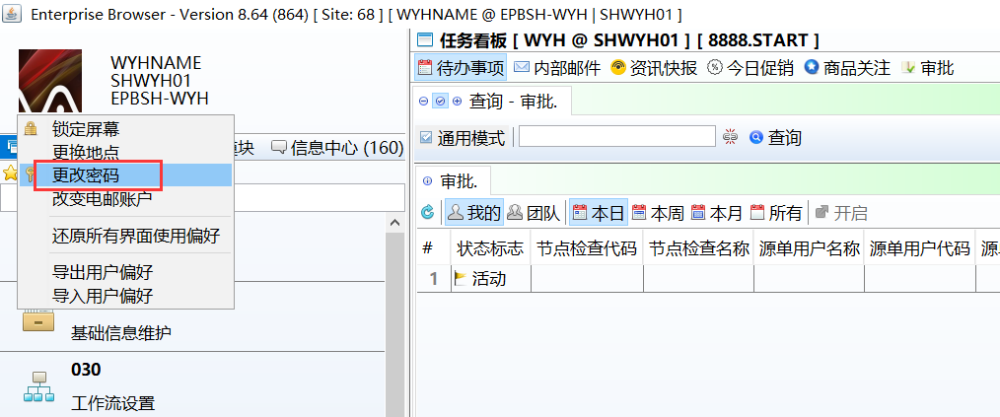 Enterprise Browser - Version 8.64 (864) [ Site: 68 ] [ WYHNAME @ EPBSH-WYH | SHWYH01 ]
WYHNAME
SHWYH01
EPBSH-WYH
锁定屏幕
更换地点
更改密码
改变电邮账户
还原所有界面使用偏好
导出用户偏好
导入用户偏好
块 信息中心 (160)
基础信息维护
030
工作流设置
任务看板 [ WYH @ SHWYH01 ] [ 8888.START ]
待办事项 内部邮件 资讯快报 今日促销 商品关注 审批
查询 - 审批.
通用模式 查询
审批.
我的 团队 本日 本周 本月 所有 开启
# 状态标志 节点检查代码 节点检查名称 源单用户名称 源单用户代码 源
1 活动